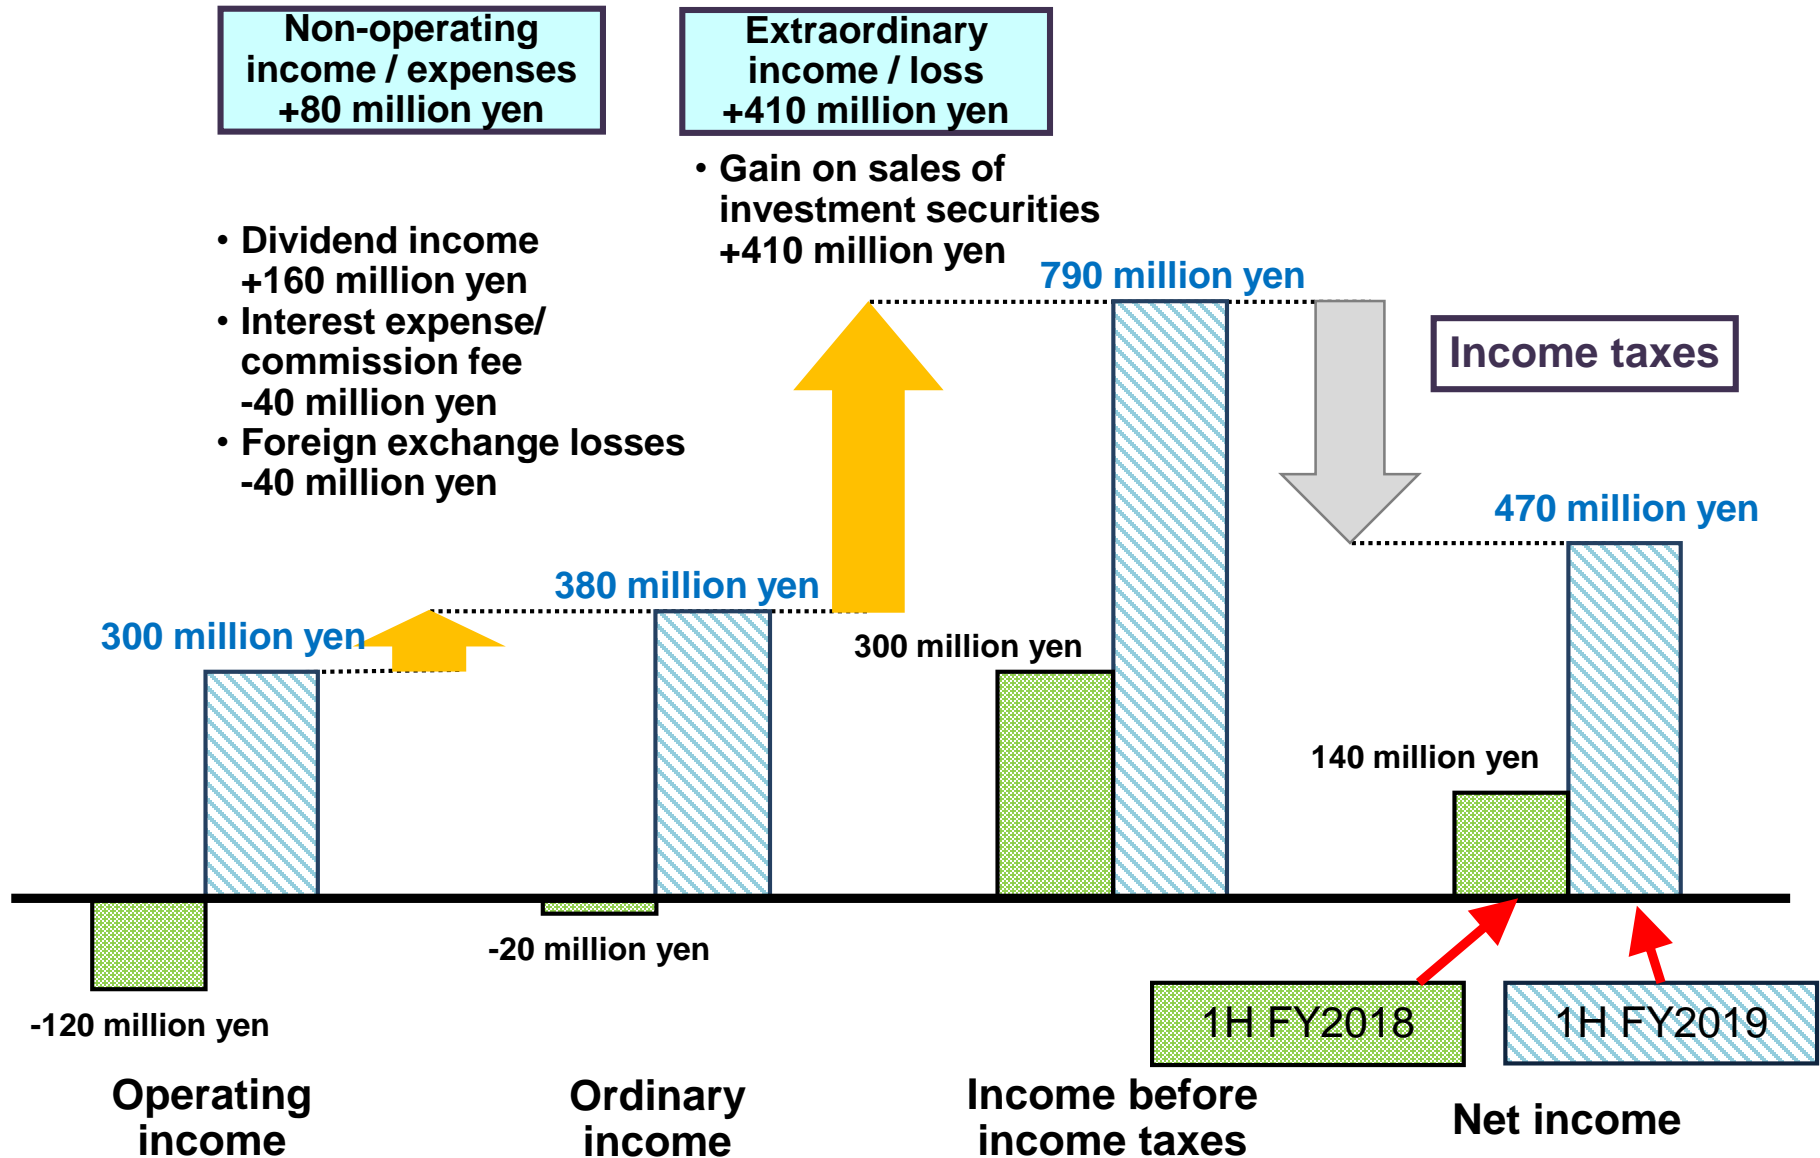 Non-operating
income / expenses
+80 million yen
Extraordinary
income / loss
+410 million yen
• Gain on sales of
investment securities
+410 million yen
• Dividend income
+160 million yen
• Interest expense/
commission fee
-40 million yen
• Foreign exchange losses
-40 million yen
790 million yen
Income taxes
470 million yen
380 million yen
300 million yen
300 million yen
140 million yen
-20 million yen
-120 million yen
1H FY2018
1H FY2019
Operating
income
Ordinary
income
Income before
income taxes
Net income